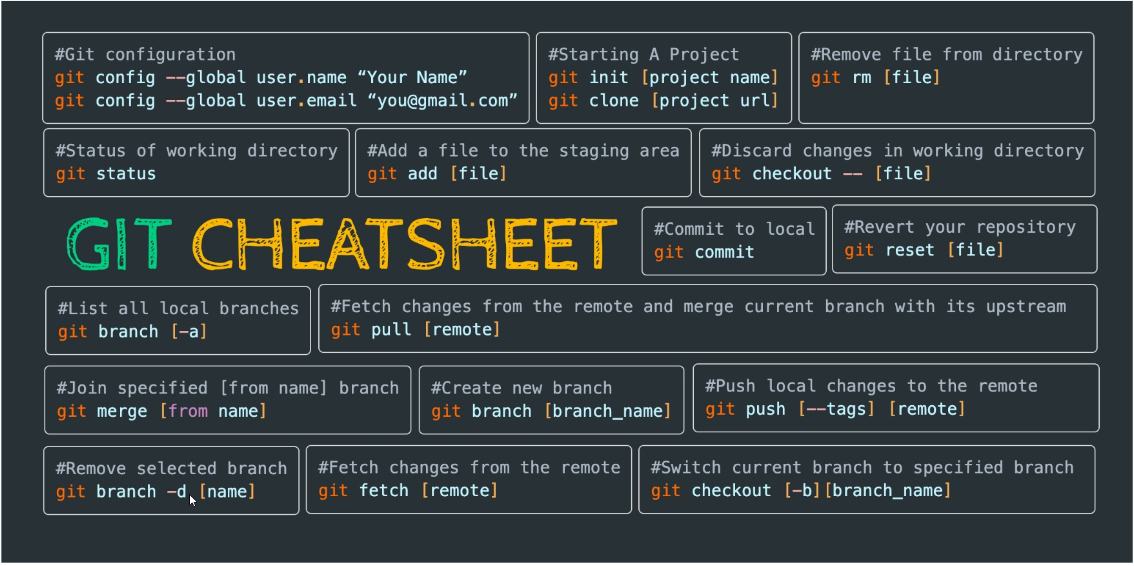 #Git configuration
git config --global user.name “Your Name”
git config --global user.email “you@gmail.com”
#Starting A Project
git init [project name]
git clone [project url]
#Remove file from directory
git rm [file]
#Status of working directory
git status
#Add a file to the staging area
git add [file]
#Discard changes in working directory
git checkout -- [file]
GIT CHEATSHEET
#Commit to local
git commit
#Revert your repository
git reset [file]
#List all local branches
git branch [-a]
#Fetch changes from the remote and merge current branch with its upstream
git pull [remote]
#Join specified [from name] branch
git merge [from name]
#Create new branch
git branch [branch_name]
#Push local changes to the remote
git push [--tags] [remote]
#Remove selected branch
git branch -d [name]
#Fetch changes from the remote
git fetch [remote]
#Switch current branch to specified branch
git checkout [-b][branch_name]